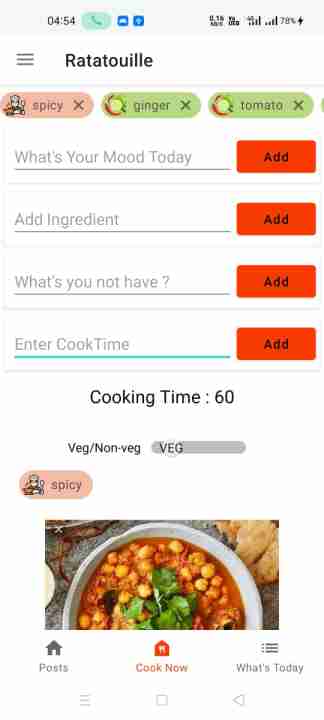 04:54
0.16 KB/S
78%
Ratatouille
spicy
ginger
tomato
What's Your Mood Today
Add
Add Ingredient
Add
What's you not have ?
Add
Enter CookTime
Add
Cooking Time : 60
Veg/Non-veg VEG
spicy
Posts
Cook Now
What's Today